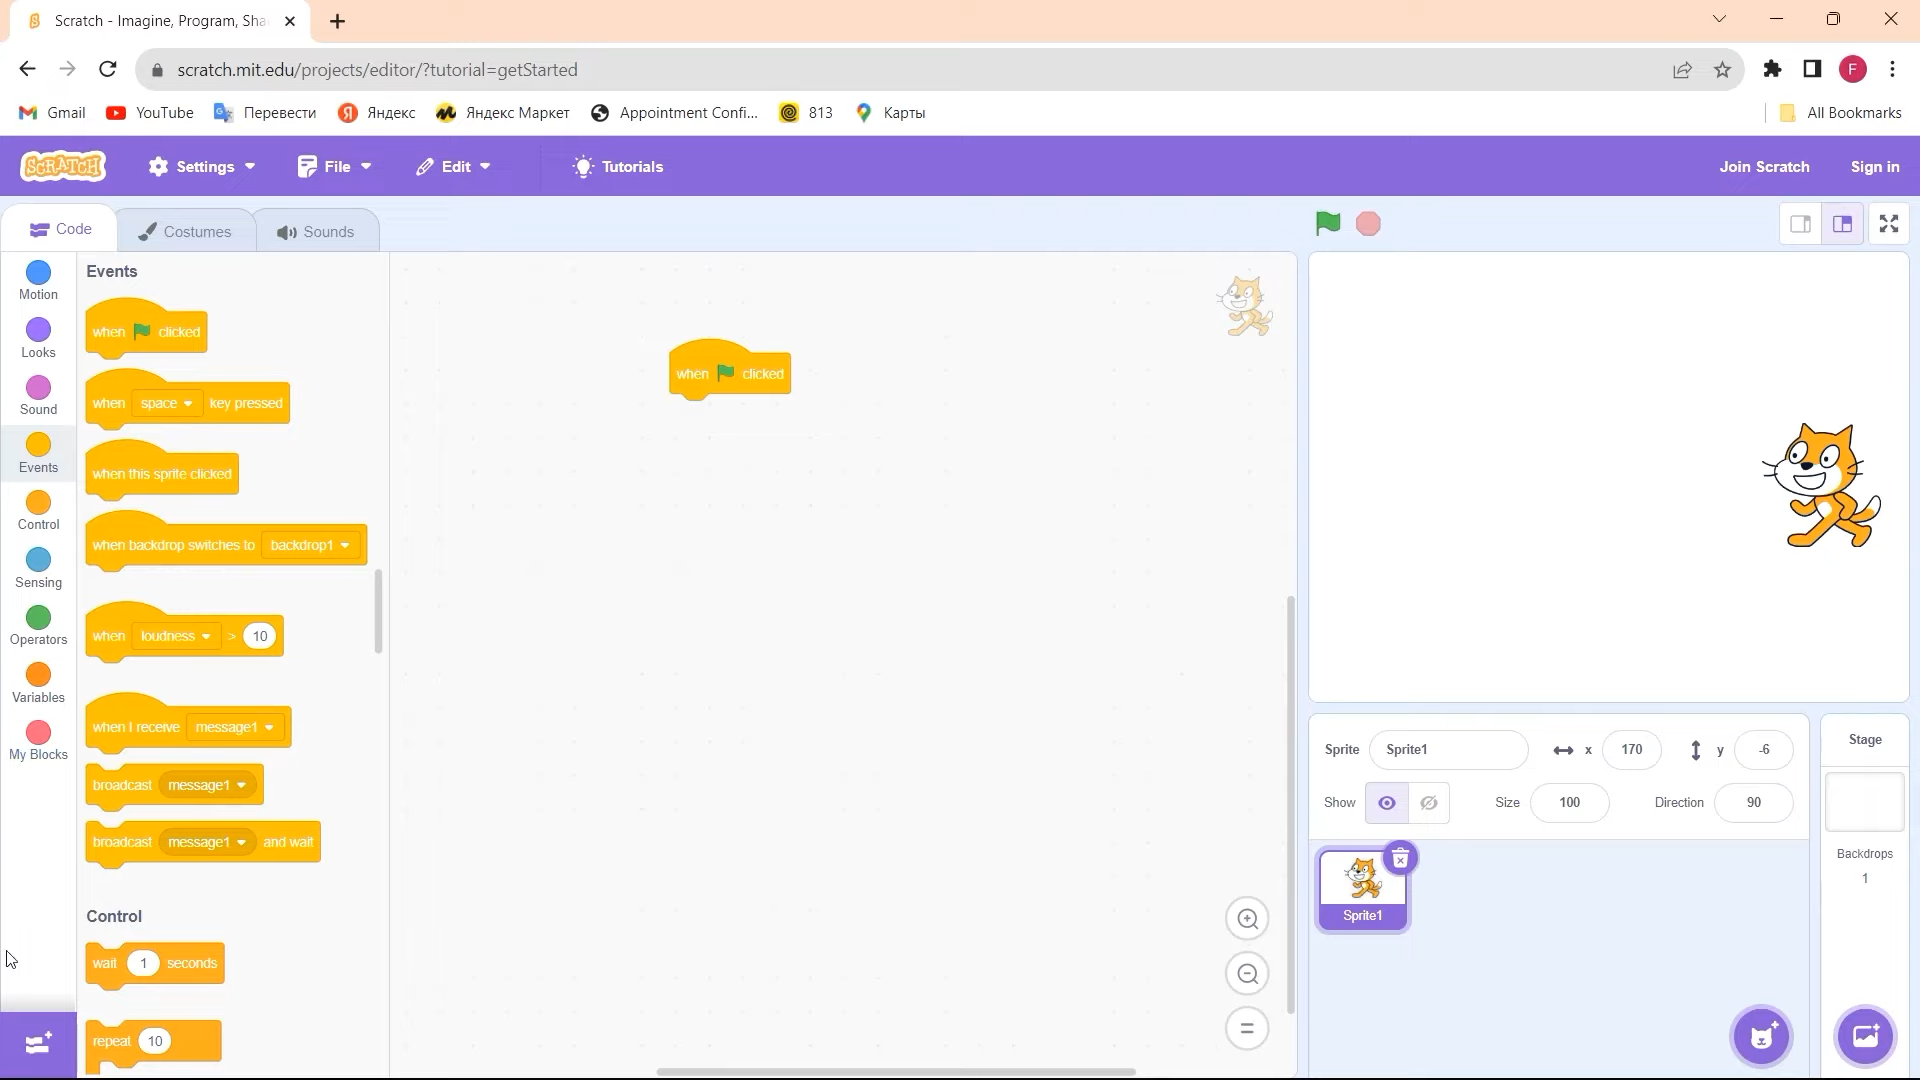 Scratch - Imagine, Program, Sha
scratch.mit.edu/projects/editor/?tutorial=getStarted
F
Gmail
YouTube
Перевести
Яндекс
Яндекс Маркет
Appointment Confi...
813
Карты
All Bookmarks
SCRATCH
Settings
File
Edit
Tutorials
Join Scratch
Sign in
Code
Costumes
Sounds
Motion
Looks
Sound
Events
Control
Sensing
Operators
Variables
My Blocks
Events
when clicked
when space key pressed
when this sprite clicked
when backdrop switches to backdrop1
when loudness > 10
when I receive message1
broadcast message1
broadcast message1 and wait
Control
wait 1 seconds
repeat 10
when clicked
Sprite Sprite1 x 170 y -6
Show Size 100 Direction 90
Sprite1
Stage
Backdrops
1